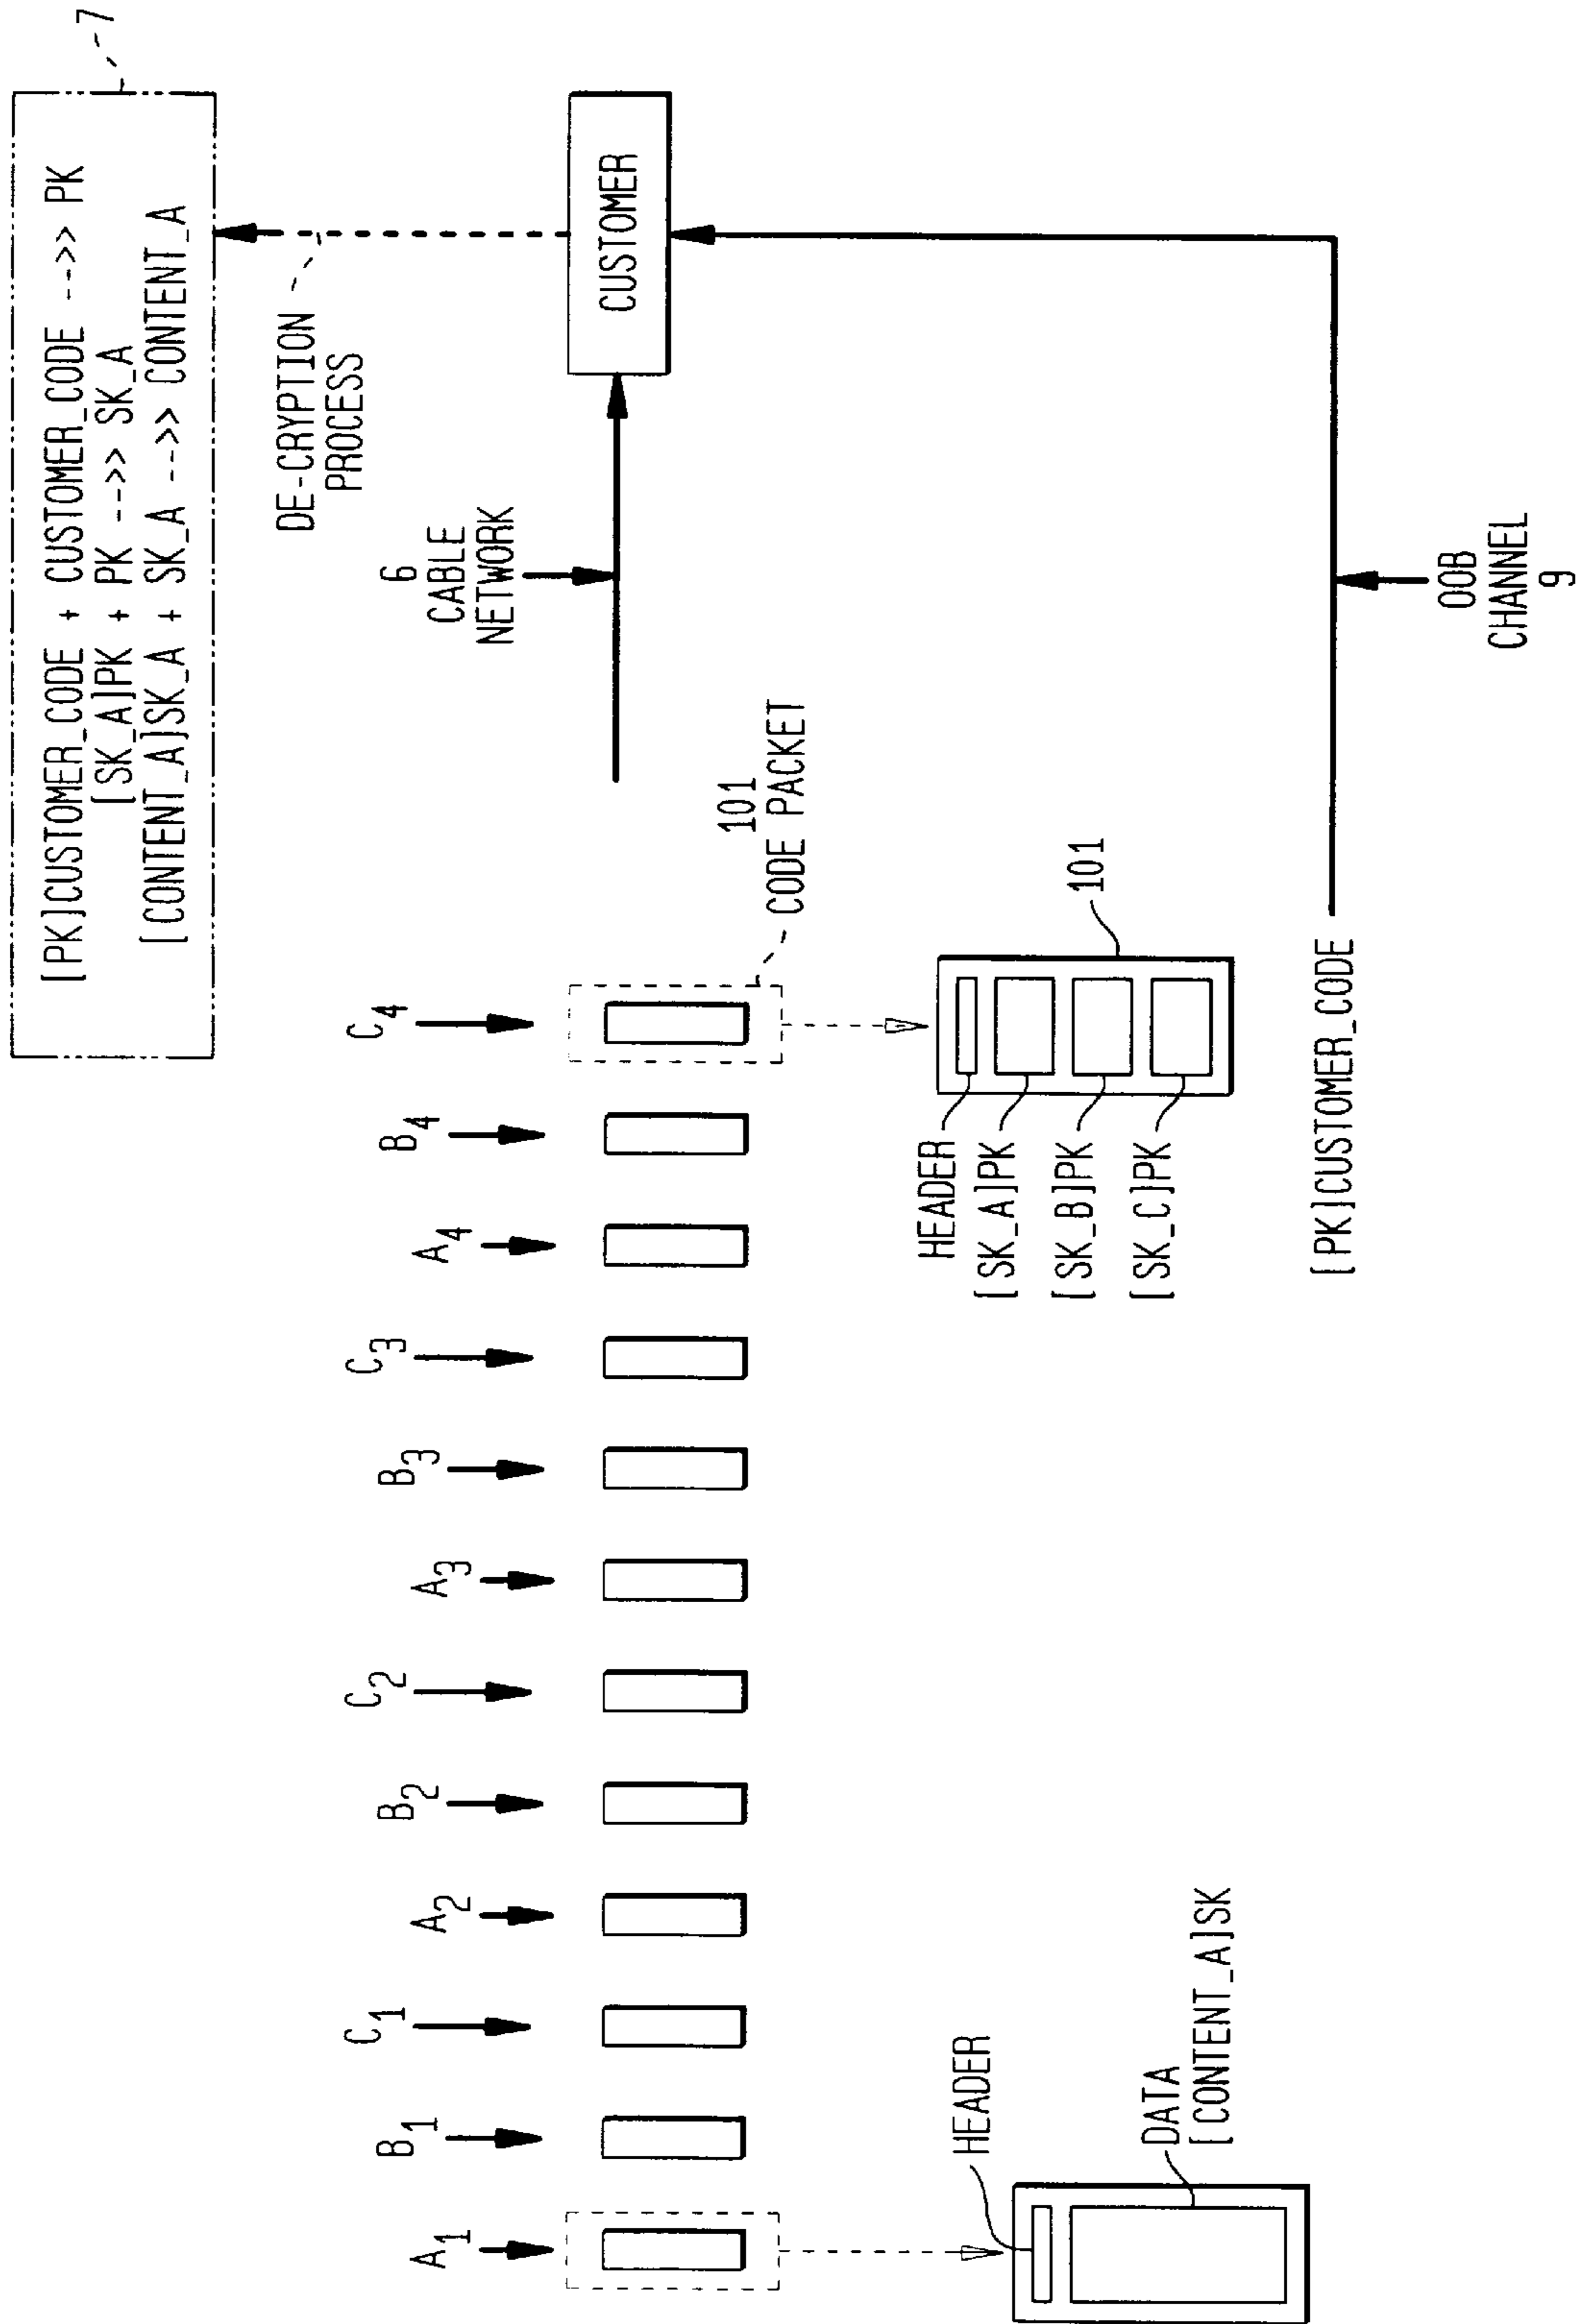 [PK]CUSTOMER_CODE + CUSTOMER_CODE -->> PK
[SK_A]PK + PK -->> SK_A
[CONTENT_A]SK_A + SK_A -->> CONTENT_A
7
DE-CRYPTION
PROCESS
6
CABLE
NETWORK
CUSTOMER
A1
B1
C1
A2
B2
C2
A3
B3
C3
A4
B4
C4
101
CODE PACKET
HEADER
DATA
[CONTENT_A]SK
HEADER
[SK_A]PK
[SK_B]PK
[SK_C]PK
101
[PK]CUSTOMER_CODE
OOB
CHANNEL
9